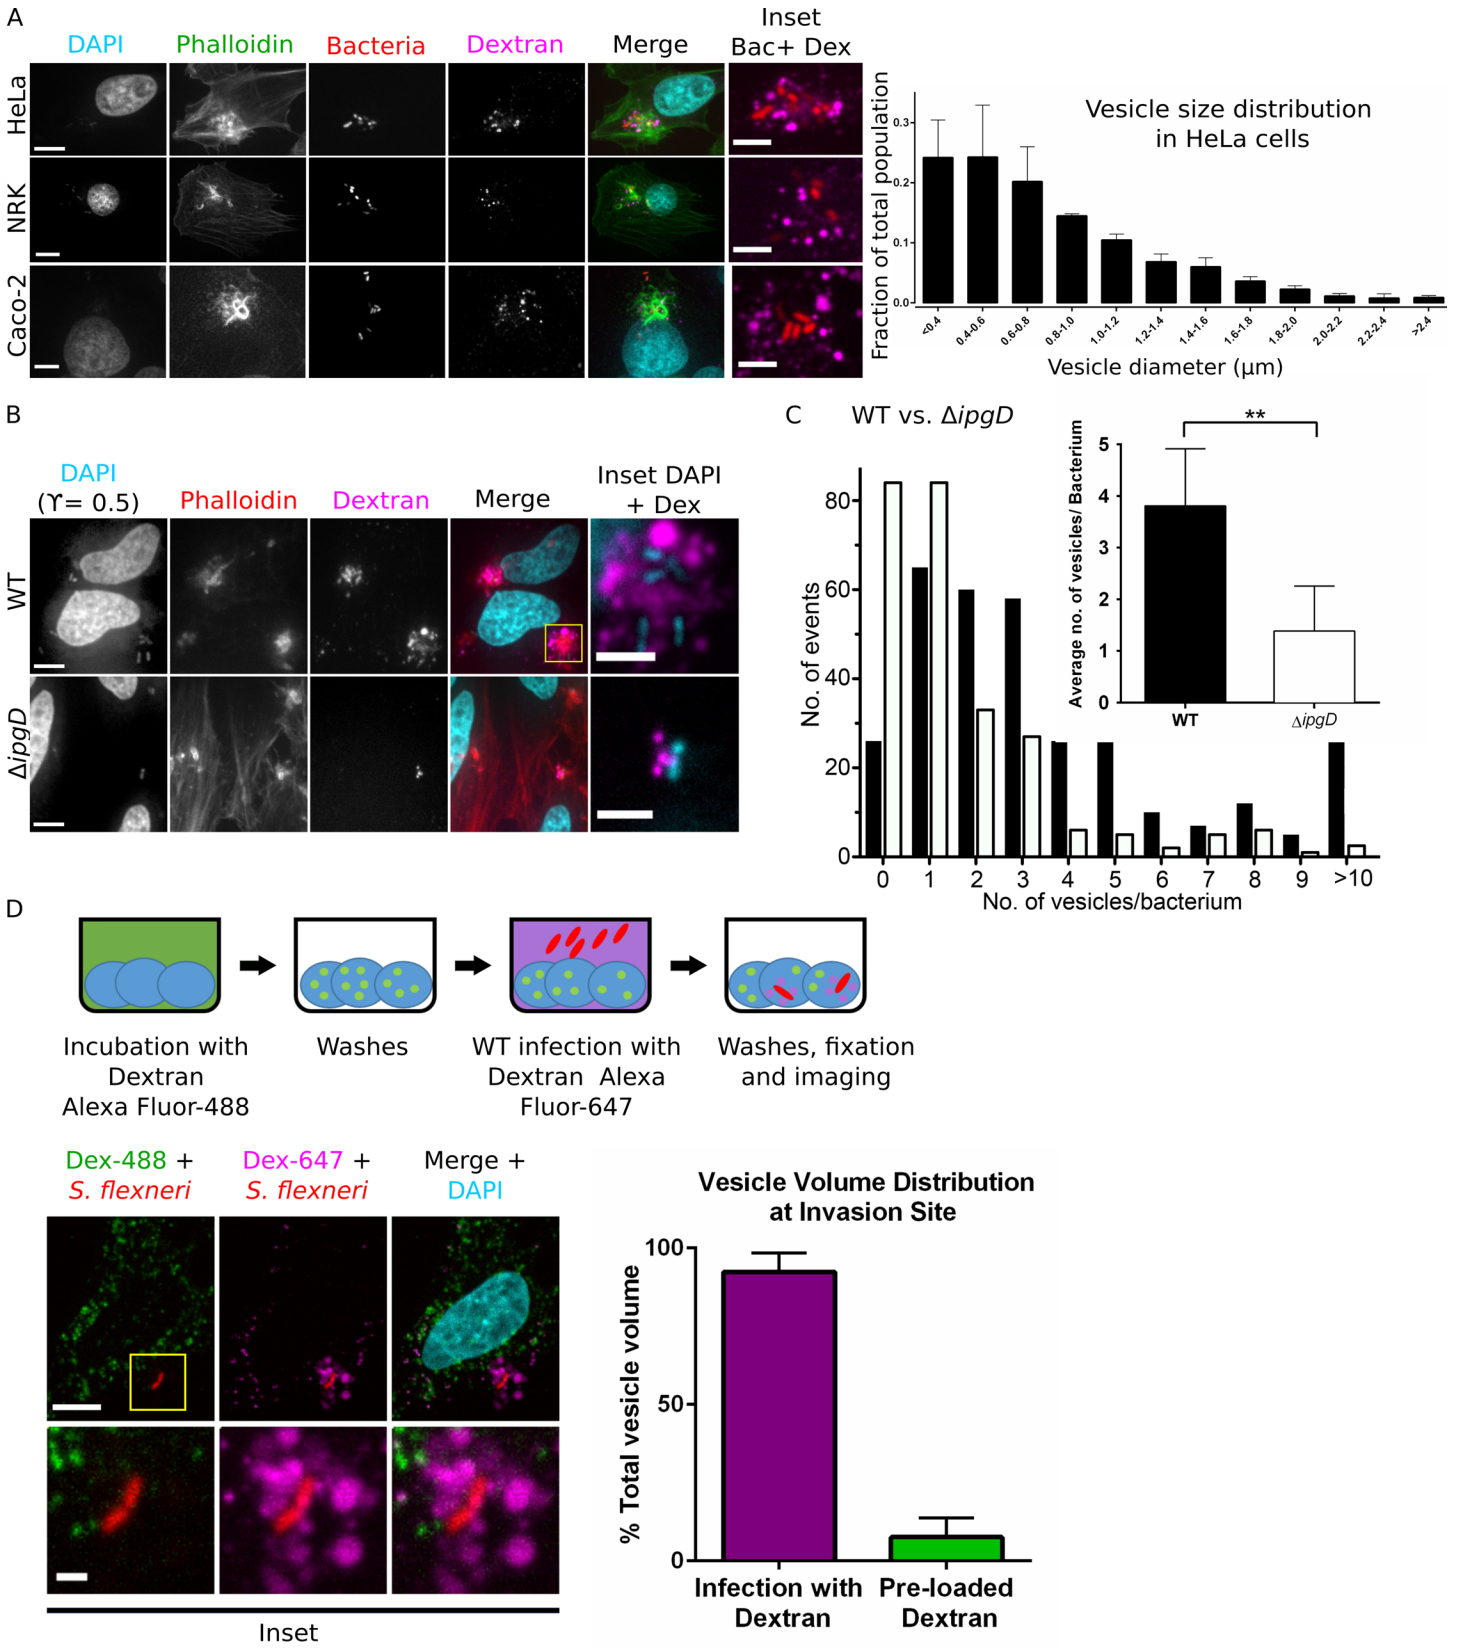 A
DAPI
Phalloidin
Bacteria
Dextran
Merge
Inset
Bac+ Dex
HeLa
NRK
Caco-2
Vesicle size distribution
in HeLa cells
Fraction of total population
0.3
0.2
0.1
0.0
<0.4
0.4-0.6
0.6-0.8
0.8-1.0
1.0-1.2
1.2-1.4
1.4-1.6
1.6-1.8
1.8-2.0
2.0-2.2
2.2-2.4
>2.4
Vesicle diameter (µm)
B
DAPI
(ϒ= 0.5)
Phalloidin
Dextran
Merge
Inset DAPI
+ Dex
WT
ΔipgD
C
WT vs. ΔipgD
No. of events
80
60
40
20
0
0
1
2
3
4
5
6
7
8
9
>10
No. of vesicles/bacterium
**
Average no. of vesicles/ Bacterium
5
4
3
2
1
0
WT
ΔipgD
D
Incubation with
Dextran
Alexa Fluor-488
Washes
WT infection with
Dextran Alexa
Fluor-647
Washes, fixation
and imaging
Dex-488 +
S. flexneri
Dex-647 +
S. flexneri
Merge +
DAPI
Inset
Vesicle Volume Distribution
at Invasion Site
% Total vesicle volume
100
50
0
Infection with
Dextran
Pre-loaded
Dextran